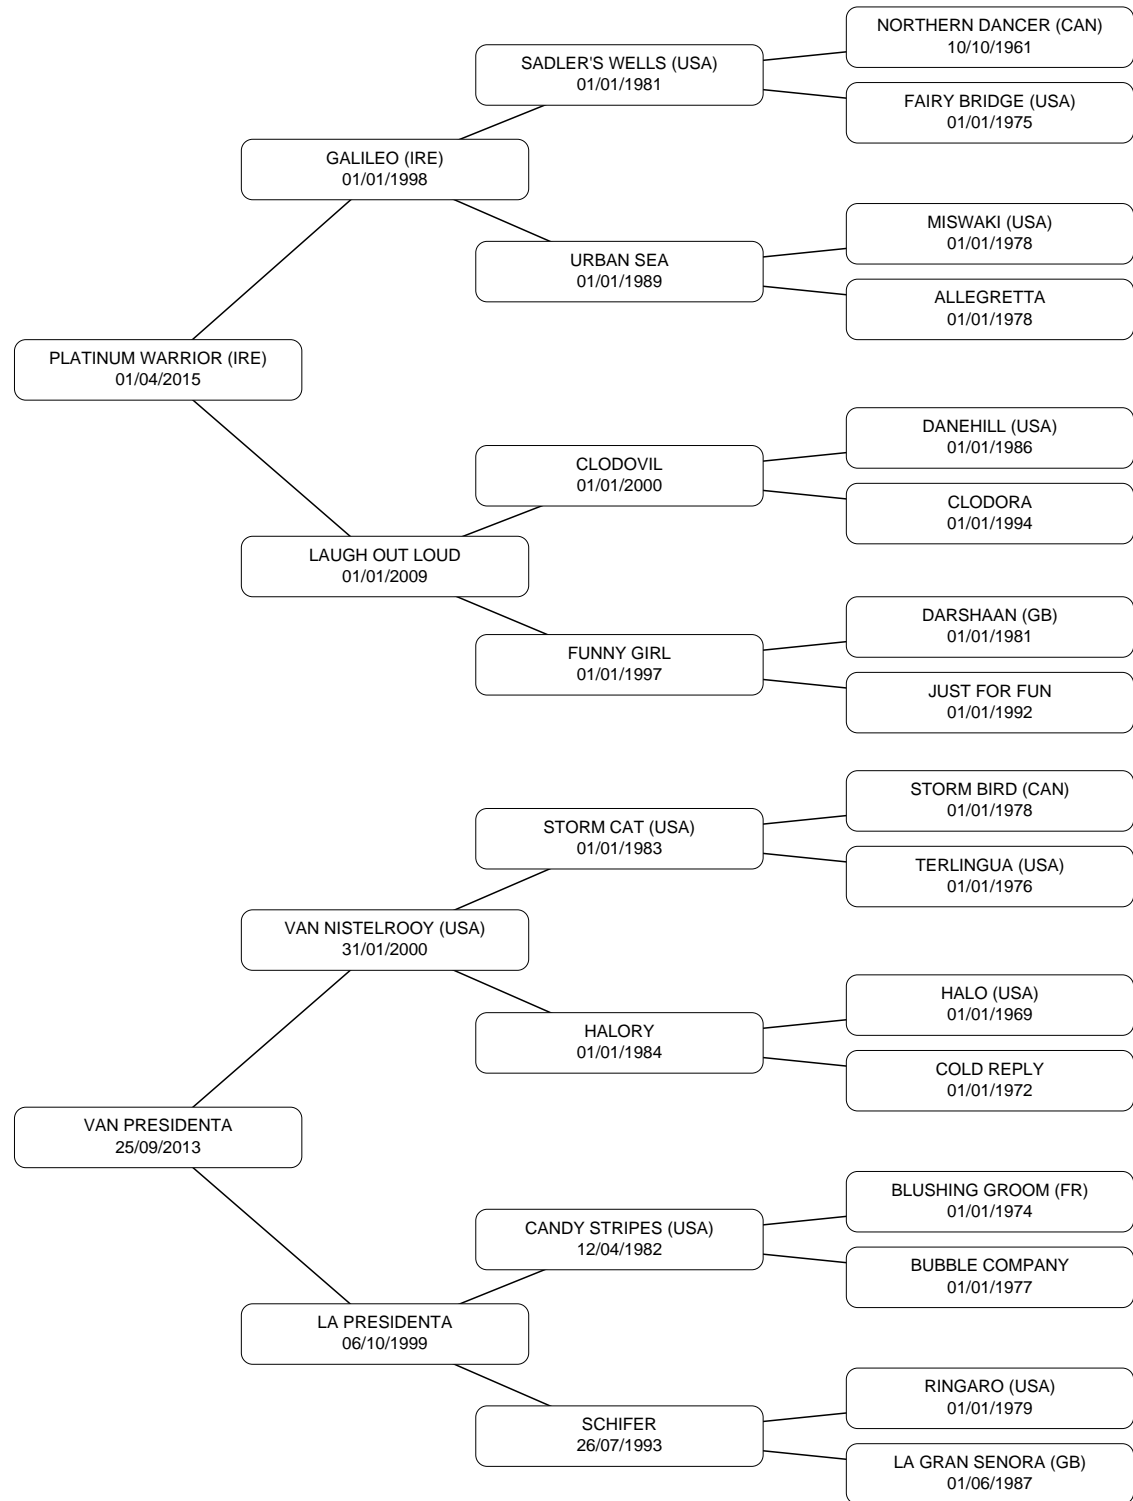 NORTHERN DANCER (CAN)
10/10/1961
SADLER'S WELLS (USA)
01/01/1981
FAIRY BRIDGE (USA)
01/01/1975
GALILEO (IRE)
01/01/1998
MISWAKI (USA)
01/01/1978
URBAN SEA
01/01/1989
ALLEGRETTA
01/01/1978
PLATINUM WARRIOR (IRE)
01/04/2015
DANEHILL (USA)
01/01/1986
CLODOVIL
01/01/2000
CLODORA
01/01/1994
LAUGH OUT LOUD
01/01/2009
DARSHAAN (GB)
01/01/1981
FUNNY GIRL
01/01/1997
JUST FOR FUN
01/01/1992
STORM BIRD (CAN)
01/01/1978
STORM CAT (USA)
01/01/1983
TERLINGUA (USA)
01/01/1976
VAN NISTELROOY (USA)
31/01/2000
HALO (USA)
01/01/1969
HALORY
01/01/1984
COLD REPLY
01/01/1972
VAN PRESIDENTA
25/09/2013
BLUSHING GROOM (FR)
01/01/1974
CANDY STRIPES (USA)
12/04/1982
BUBBLE COMPANY
01/01/1977
LA PRESIDENTA
06/10/1999
RINGARO (USA)
01/01/1979
SCHIFER
26/07/1993
LA GRAN SENORA (GB)
01/06/1987